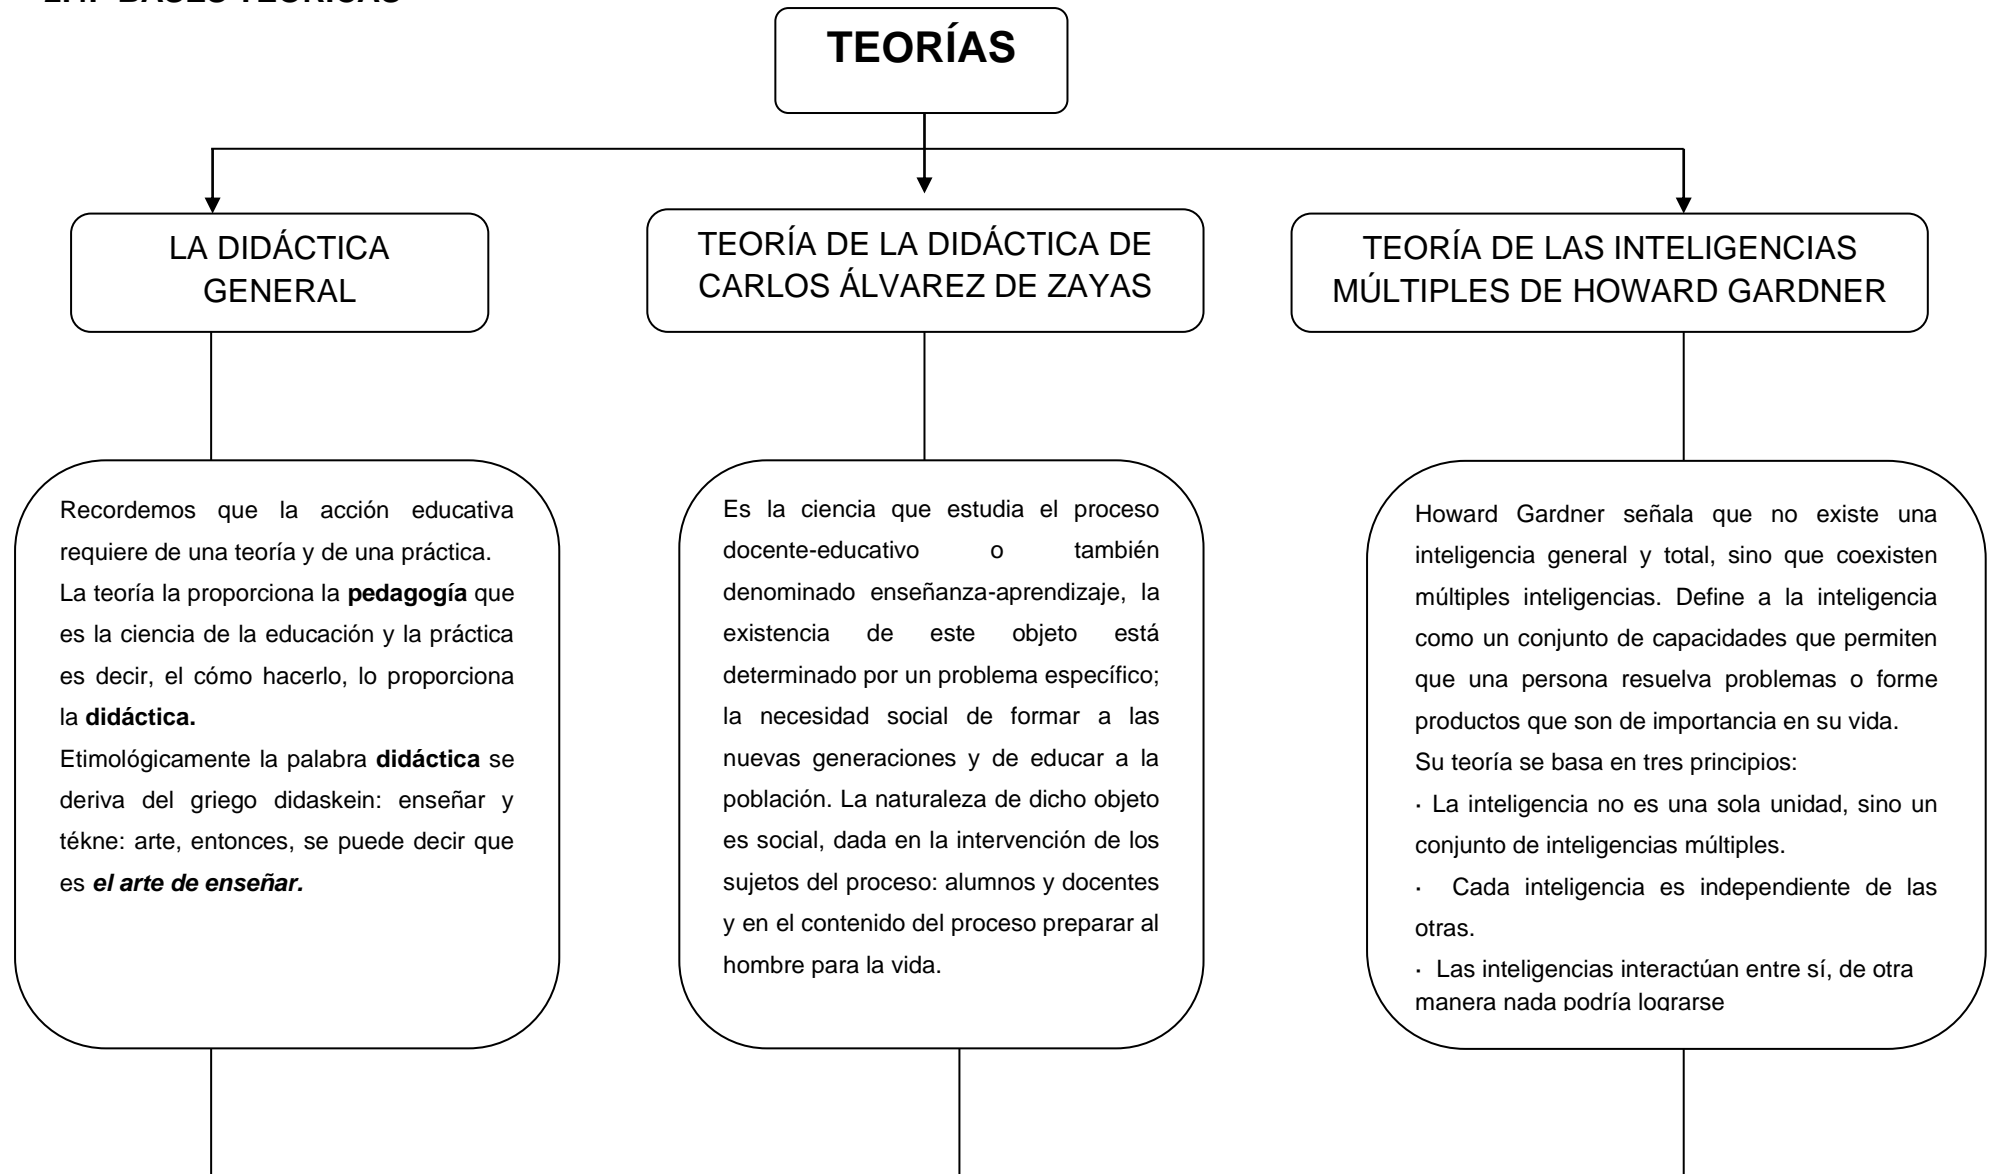 BASES TEÓRICAS
TEORÍAS
LA DIDÁCTICA
GENERAL
TEORÍA DE LA DIDÁCTICA DE
CARLOS ÁLVAREZ DE ZAYAS
TEORÍA DE LAS INTELIGENCIAS
MÚLTIPLES DE HOWARD GARDNER
Recordemos que la acción educativa
requiere de una teoría y de una práctica.
La teoría la proporciona la pedagogía que
es la ciencia de la educación y la práctica
es decir, el cómo hacerlo, lo proporciona
la didáctica.
Etimológicamente la palabra didáctica se
deriva del griego didaskein: enseñar y
tékne: arte, entonces, se puede decir que
es el arte de enseñar.
Es la ciencia que estudia el proceso
docente-educativo o también
denominado enseñanza-aprendizaje, la
existencia de este objeto está
determinado por un problema específico;
la necesidad social de formar a las
nuevas generaciones y de educar a la
población. La naturaleza de dicho objeto
es social, dada en la intervención de los
sujetos del proceso: alumnos y docentes
y en el contenido del proceso preparar al
hombre para la vida.
Howard Gardner señala que no existe una
inteligencia general y total, sino que coexisten
múltiples inteligencias. Define a la inteligencia
como un conjunto de capacidades que permiten
que una persona resuelva problemas o forme
productos que son de importancia en su vida.
Su teoría se basa en tres principios:
· La inteligencia no es una sola unidad, sino un
conjunto de inteligencias múltiples.
· Cada inteligencia es independiente de las
otras.
· Las inteligencias interactúan entre sí, de otra
manera nada podría lograrse